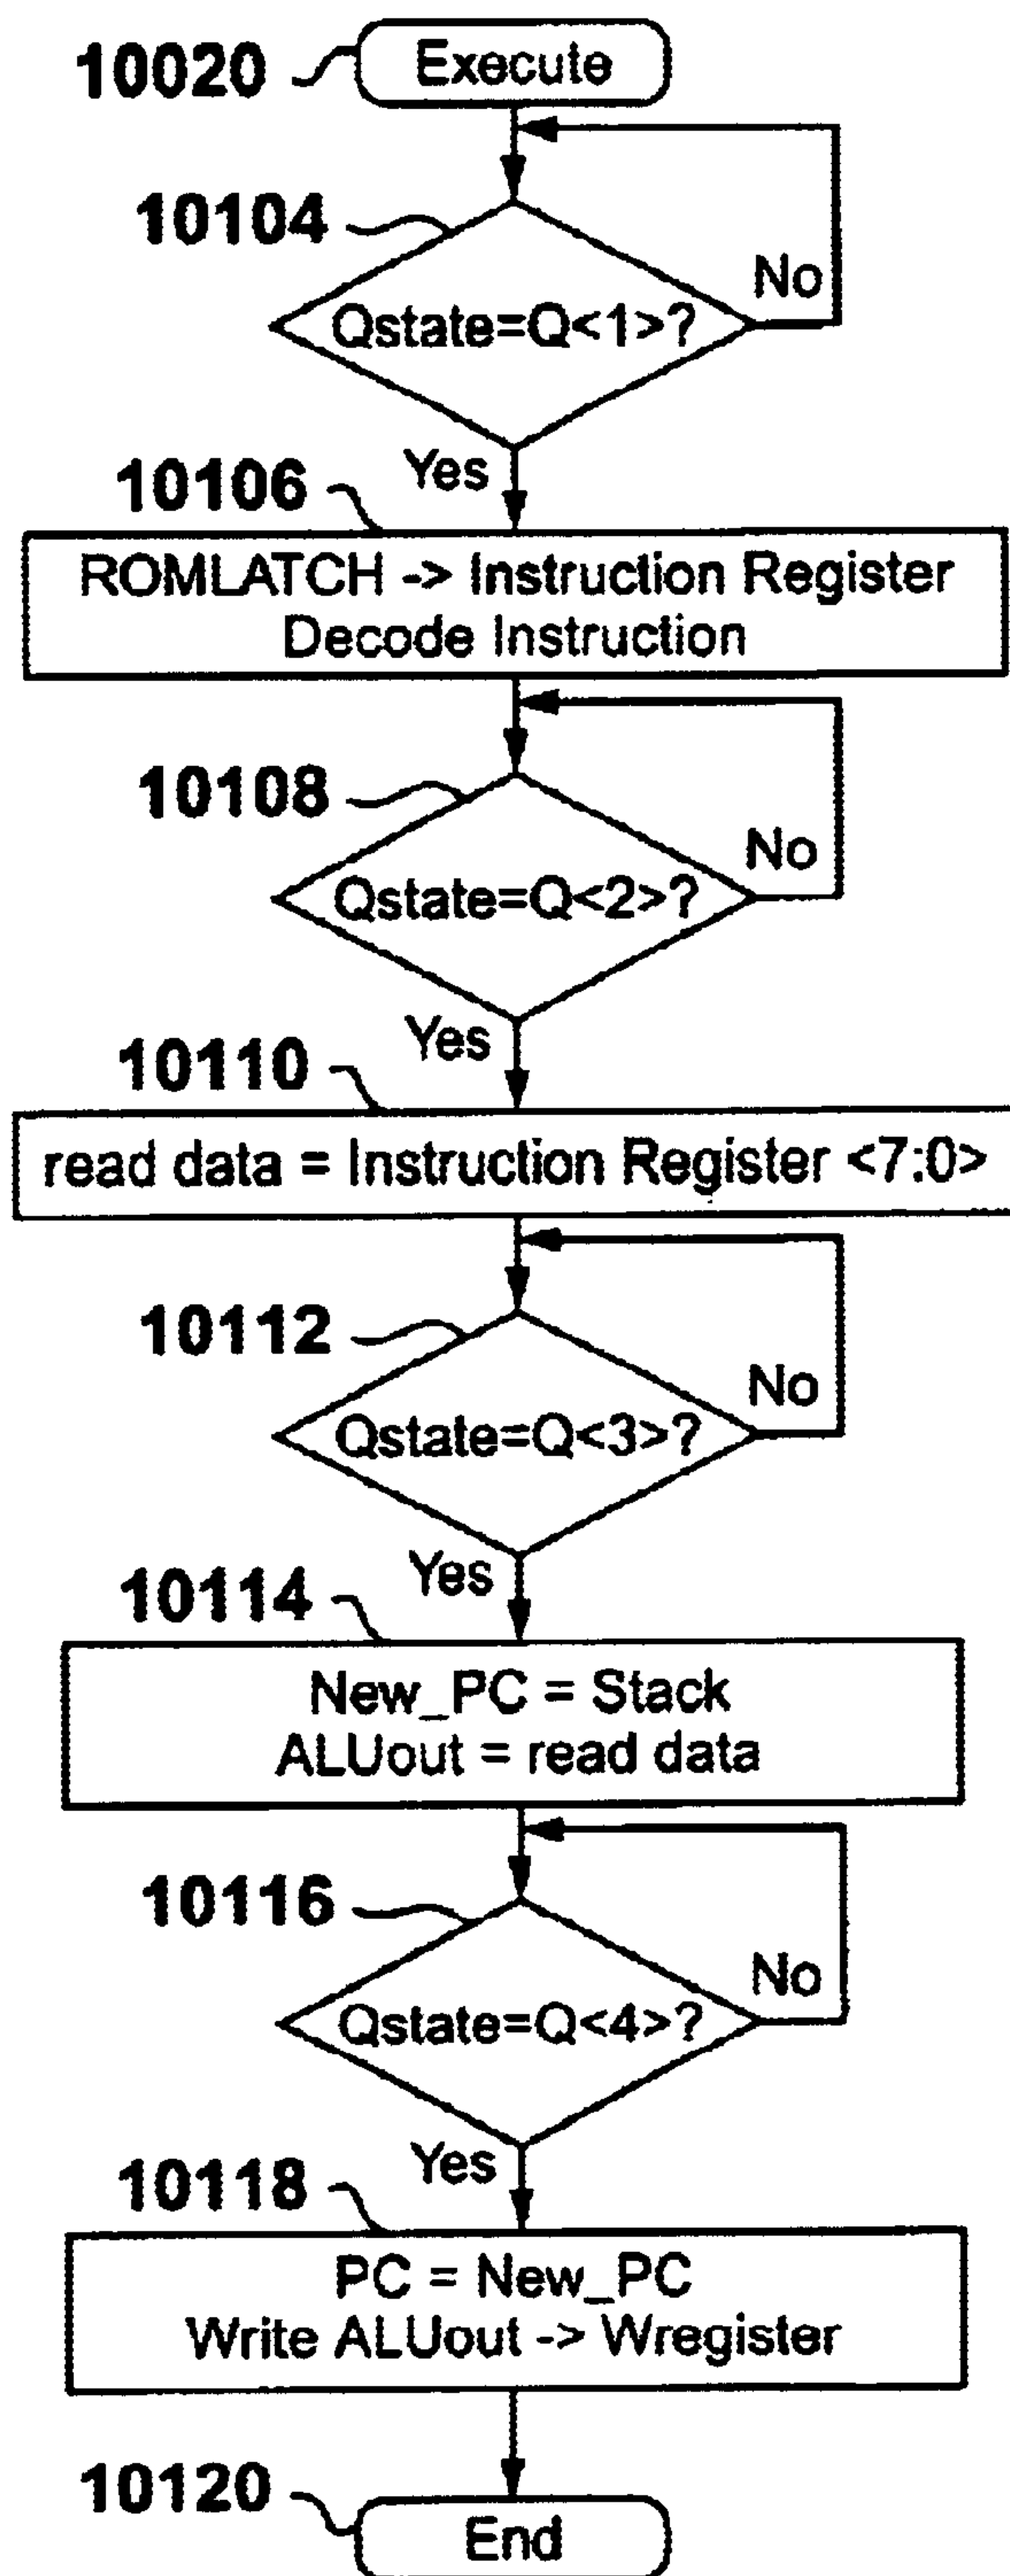 10020
Execute
10104
Qstate=Q<1>?
No
Yes
10106
ROMLATCH -> Instruction Register
Decode Instruction
10108
Qstate=Q<2>?
No
Yes
10110
read data = Instruction Register <7:0>
10112
Qstate=Q<3>?
No
Yes
10114
New_PC = Stack
ALUout = read data
10116
Qstate=Q<4>?
No
Yes
10118
PC = New_PC
Write ALUout -> Wregister
10120
End